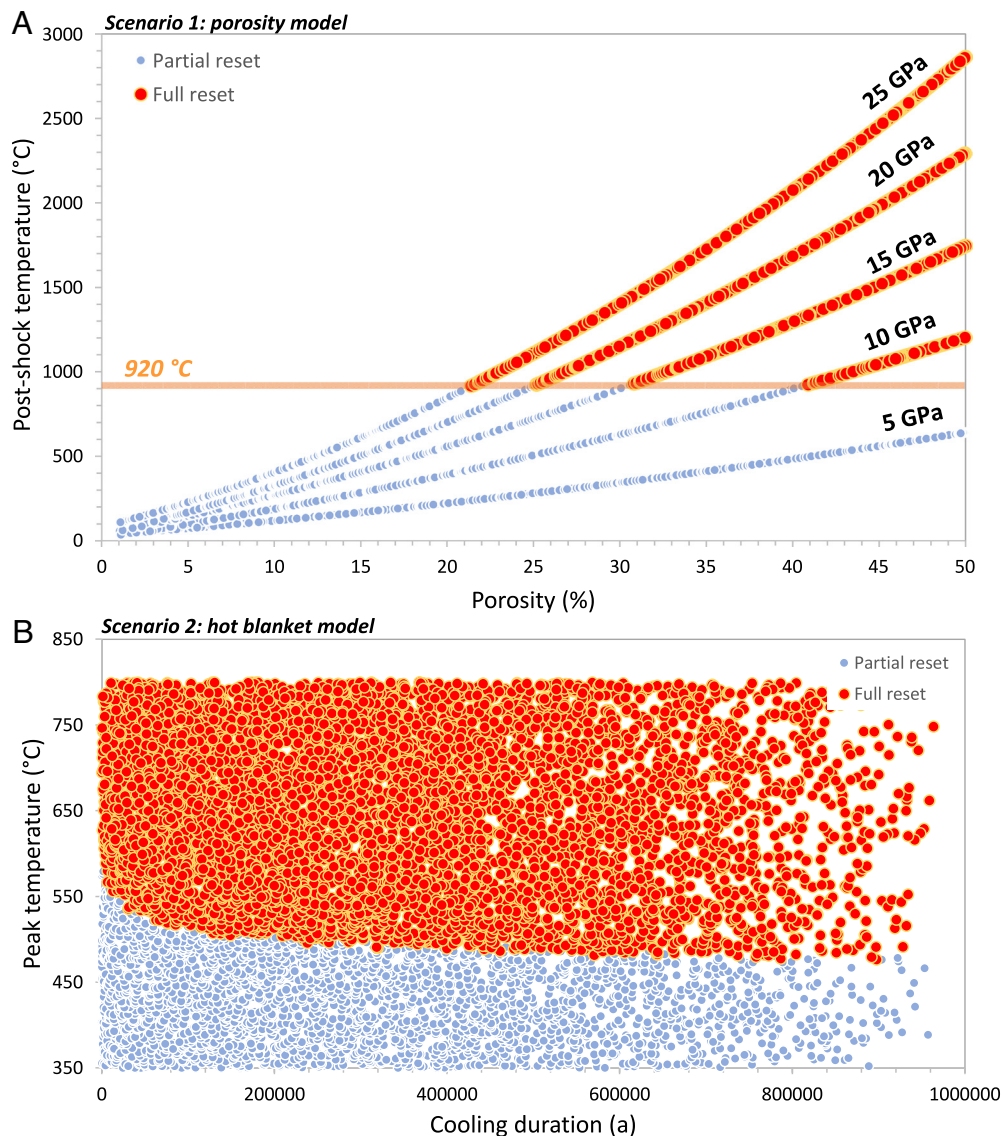 A
Scenario 1: porosity model
3000
2500
2000
1500
1000
500
0
Post-shock temperature (°C)
Partial reset
Full reset
25 GPa
20 GPa
15 GPa
10 GPa
5 GPa
920 °C
0 5 10 15 20 25 30 35 40 45 50
Porosity (%)
B
Scenario 2: hot blanket model
850
750
650
550
450
350
Peak temperature (°C)
Partial reset
Full reset
0 200000 400000 600000 800000 1000000
Cooling duration (a)